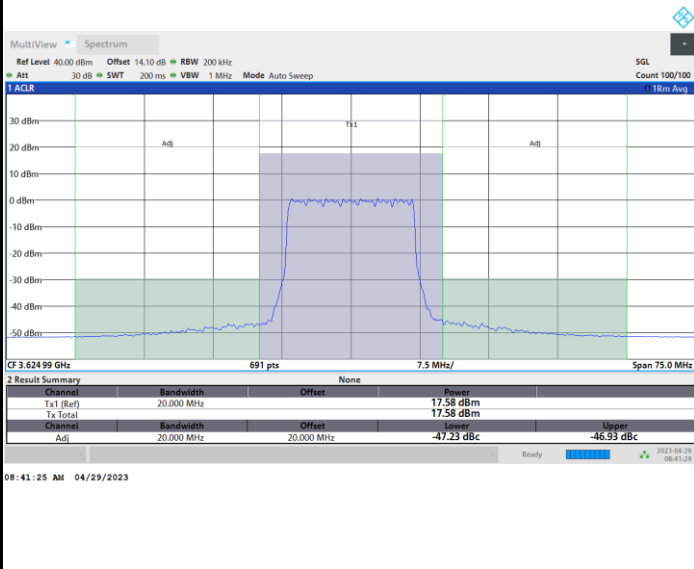 MultiView Spectrum
Ref Level 40.00 dBm Offset 14.10 dB RBW 200 kHz SGL
Att 30 dB SWT 200 ms VBW 1 MHz Mode Auto Sweep Count 100/100
1 ACLR 1Rm Avg
Tx1
30 dBm
Adj Adj
20 dBm
10 dBm
0 dBm
-10 dBm
-20 dBm
-30 dBm
-40 dBm
-50 dBm
CF 3.62499 GHz 691 pts 7.5 MHz/ Span 75.0 MHz
2 Result Summary None
Channel Bandwidth Offset Power
Tx1 (Ref) 20.000 MHz 17.58 dBm
Tx Total 17.58 dBm
Channel Bandwidth Offset Lower Upper
Adj 20.000 MHz 20.000 MHz -47.23 dBc -46.93 dBc
Ready 2023-04-29
08:41:24
08:41:25 AM 04/29/2023